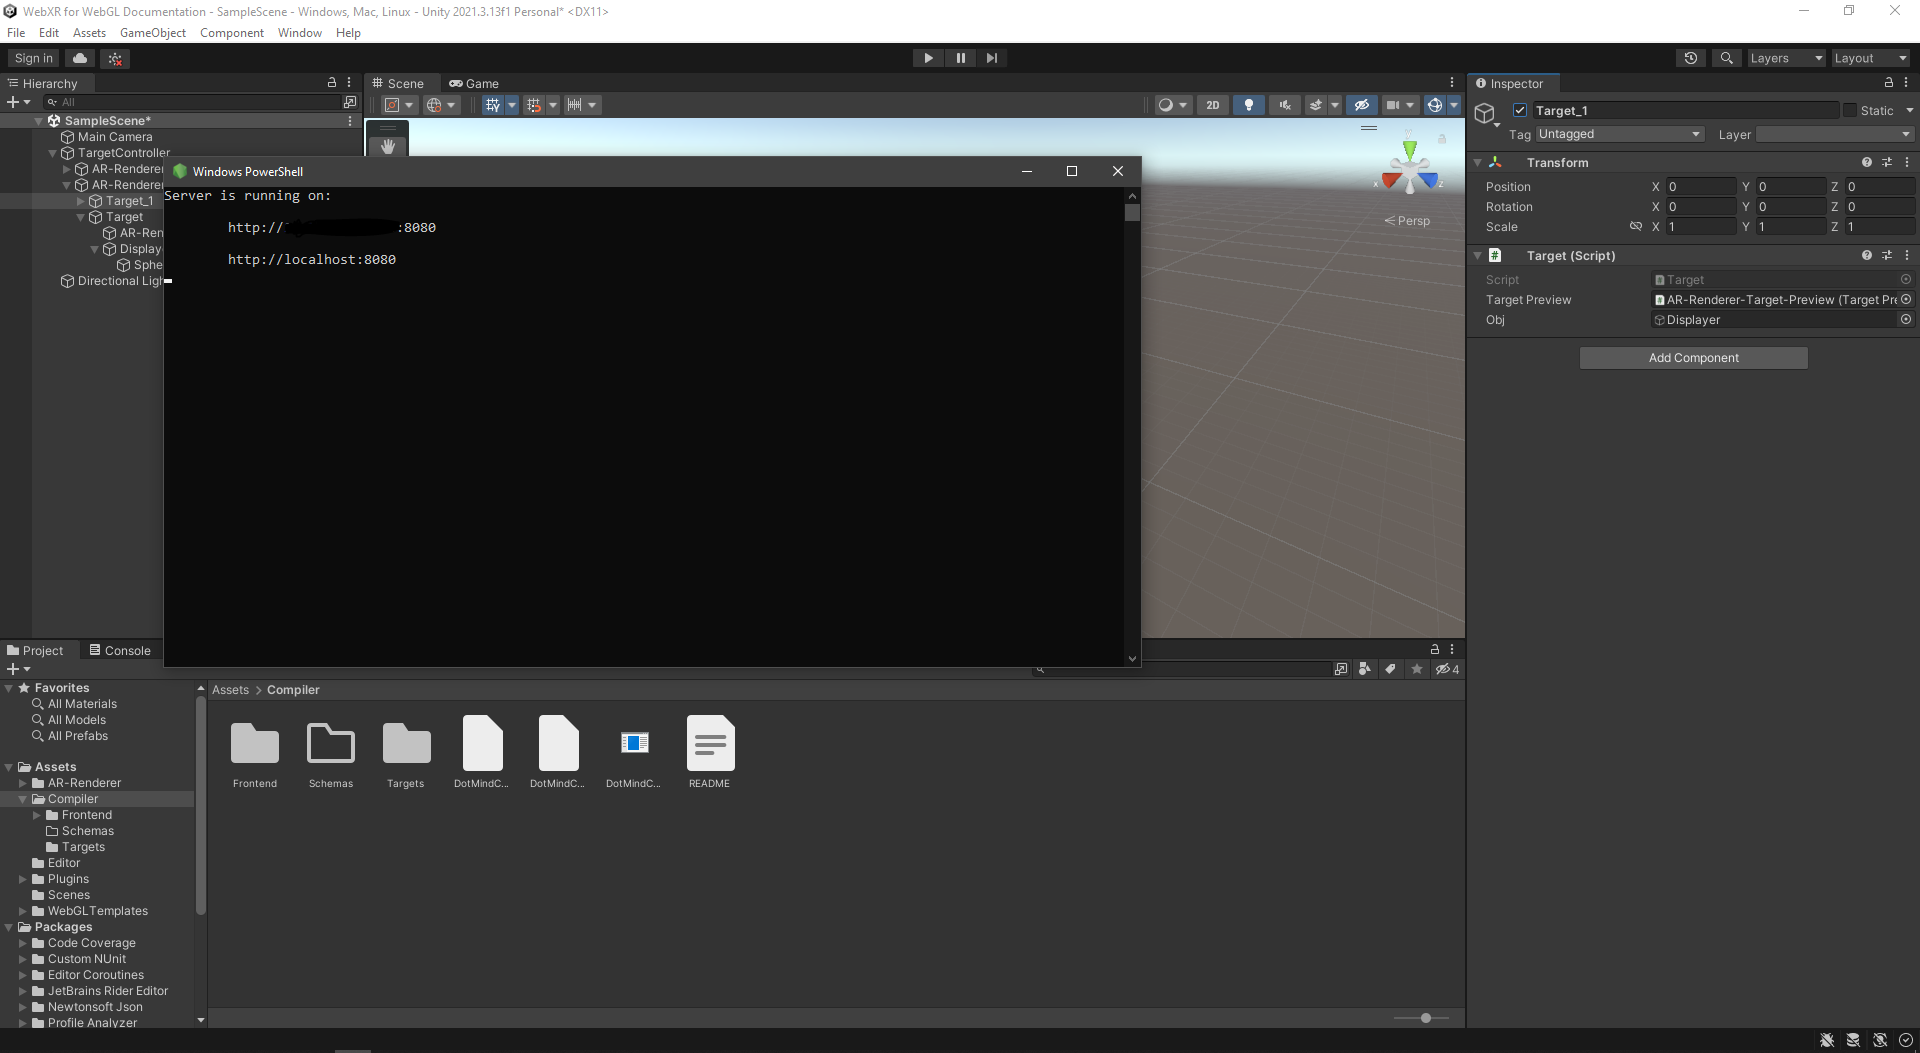 WebXR for WebGL Documentation - SampleScene - Windows, Mac, Linux - Unity 2021.3.13f1 Personal* <DX11>
File Edit Assets GameObject Component Window Help
Sign in
Layers
Layout
Hierarchy
All
SampleScene*
Main Camera
TargetController
AR-Renderer
AR-Renderer
Target_1
Target
AR-Ren
Displaye
Sphe
Directional Ligh
Scene
Game
2D
Persp
x
y
z
Windows PowerShell
Server is running on:
http:// :8080
http://localhost:8080
Inspector
Target_1
Static
Tag Untagged Layer
Transform
Position X 0 Y 0 Z 0
Rotation X 0 Y 0 Z 0
Scale X 1 Y 1 Z 1
Target (Script)
Script Target
Target Preview AR-Renderer-Target-Preview (Target Pre
Obj Displayer
Add Component
Project
Console
4
Favorites
All Materials
All Models
All Prefabs
Assets
AR-Renderer
Compiler
Frontend
Schemas
Targets
Editor
Plugins
Scenes
WebGLTemplates
Packages
Code Coverage
Custom NUnit
Editor Coroutines
JetBrains Rider Editor
Newtonsoft Json
Profile Analyzer
Assets > Compiler
Frontend
Schemas
Targets
DotMindC...
DotMindC...
DotMindC...
README